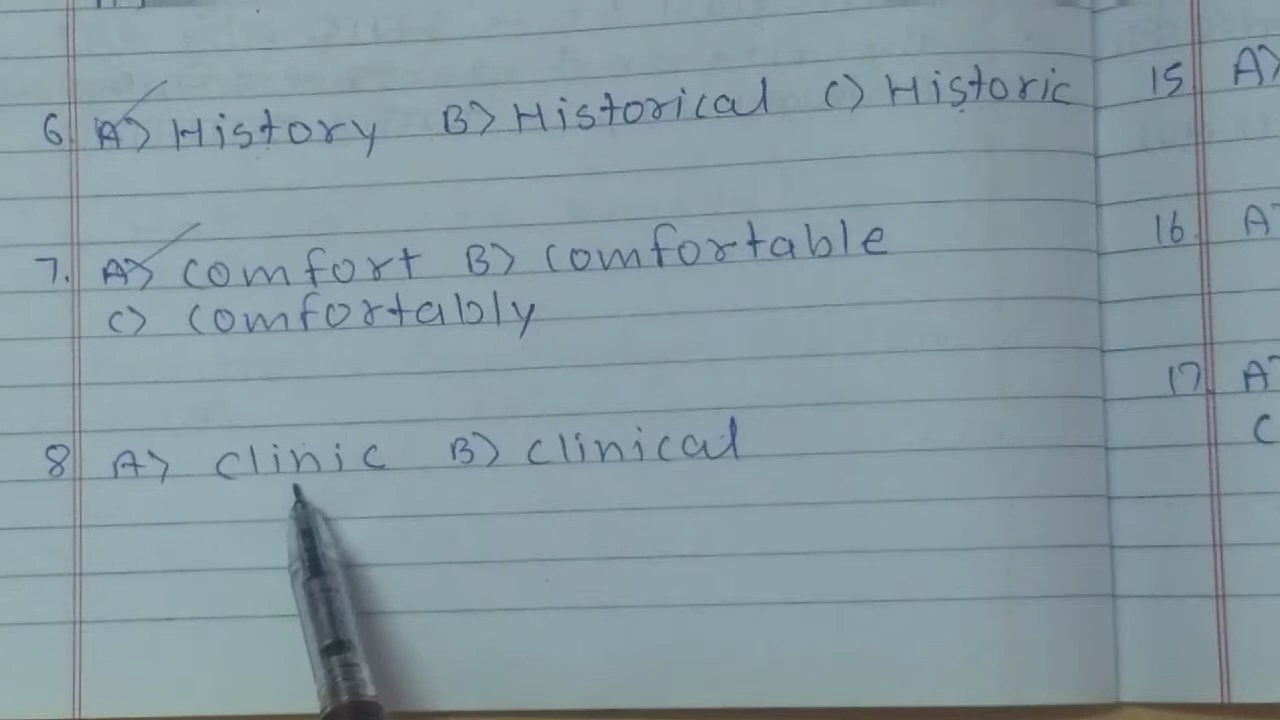 6. A) History B) Historical C) Historic
7. A) comfort B) comfortable
C) comfortably
8 A) clinic B) clinical
15 A)
16. A
17. A
C